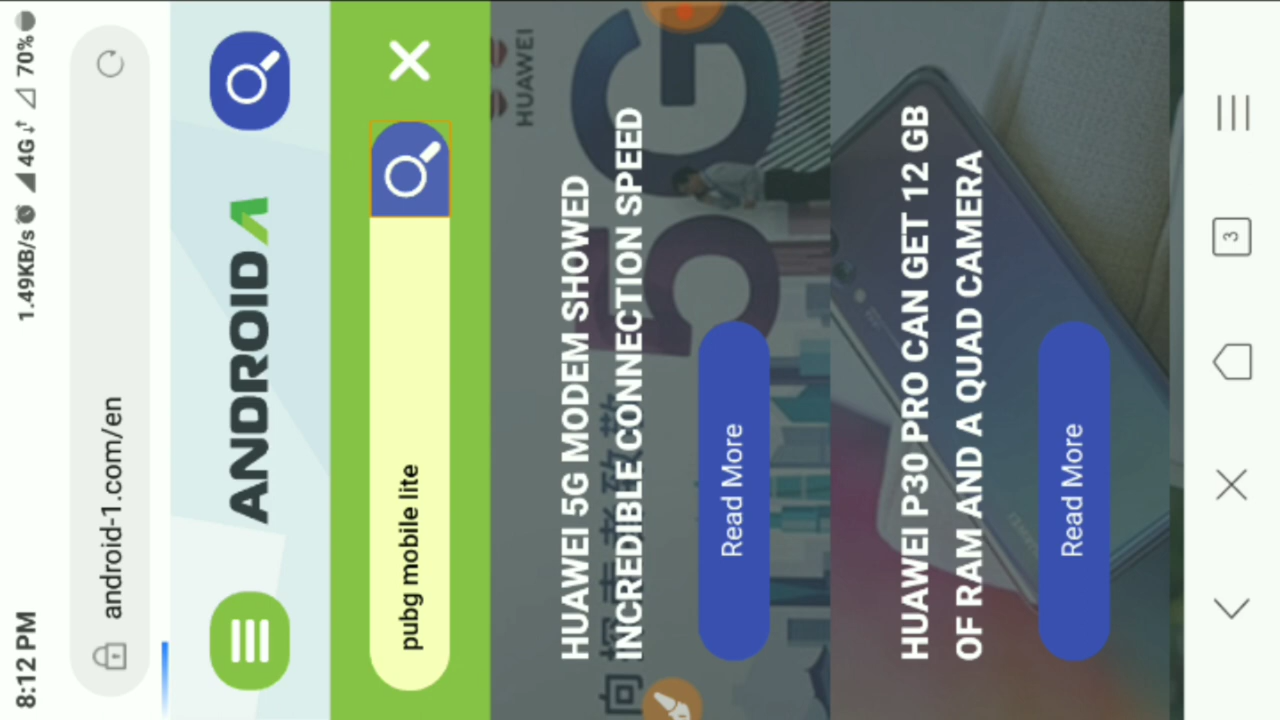 8:12 PM
1.49KB/s 4G 70%
android-1.com/en
ANDROID
pubg mobile lite
HUAWEI
5G
HUAWEI 5G MODEM SHOWED
INCREDIBLE CONNECTION SPEED
Read More
HUAWEI P30 PRO CAN GET 12 GB
OF RAM AND A QUAD CAMERA
Read More
3